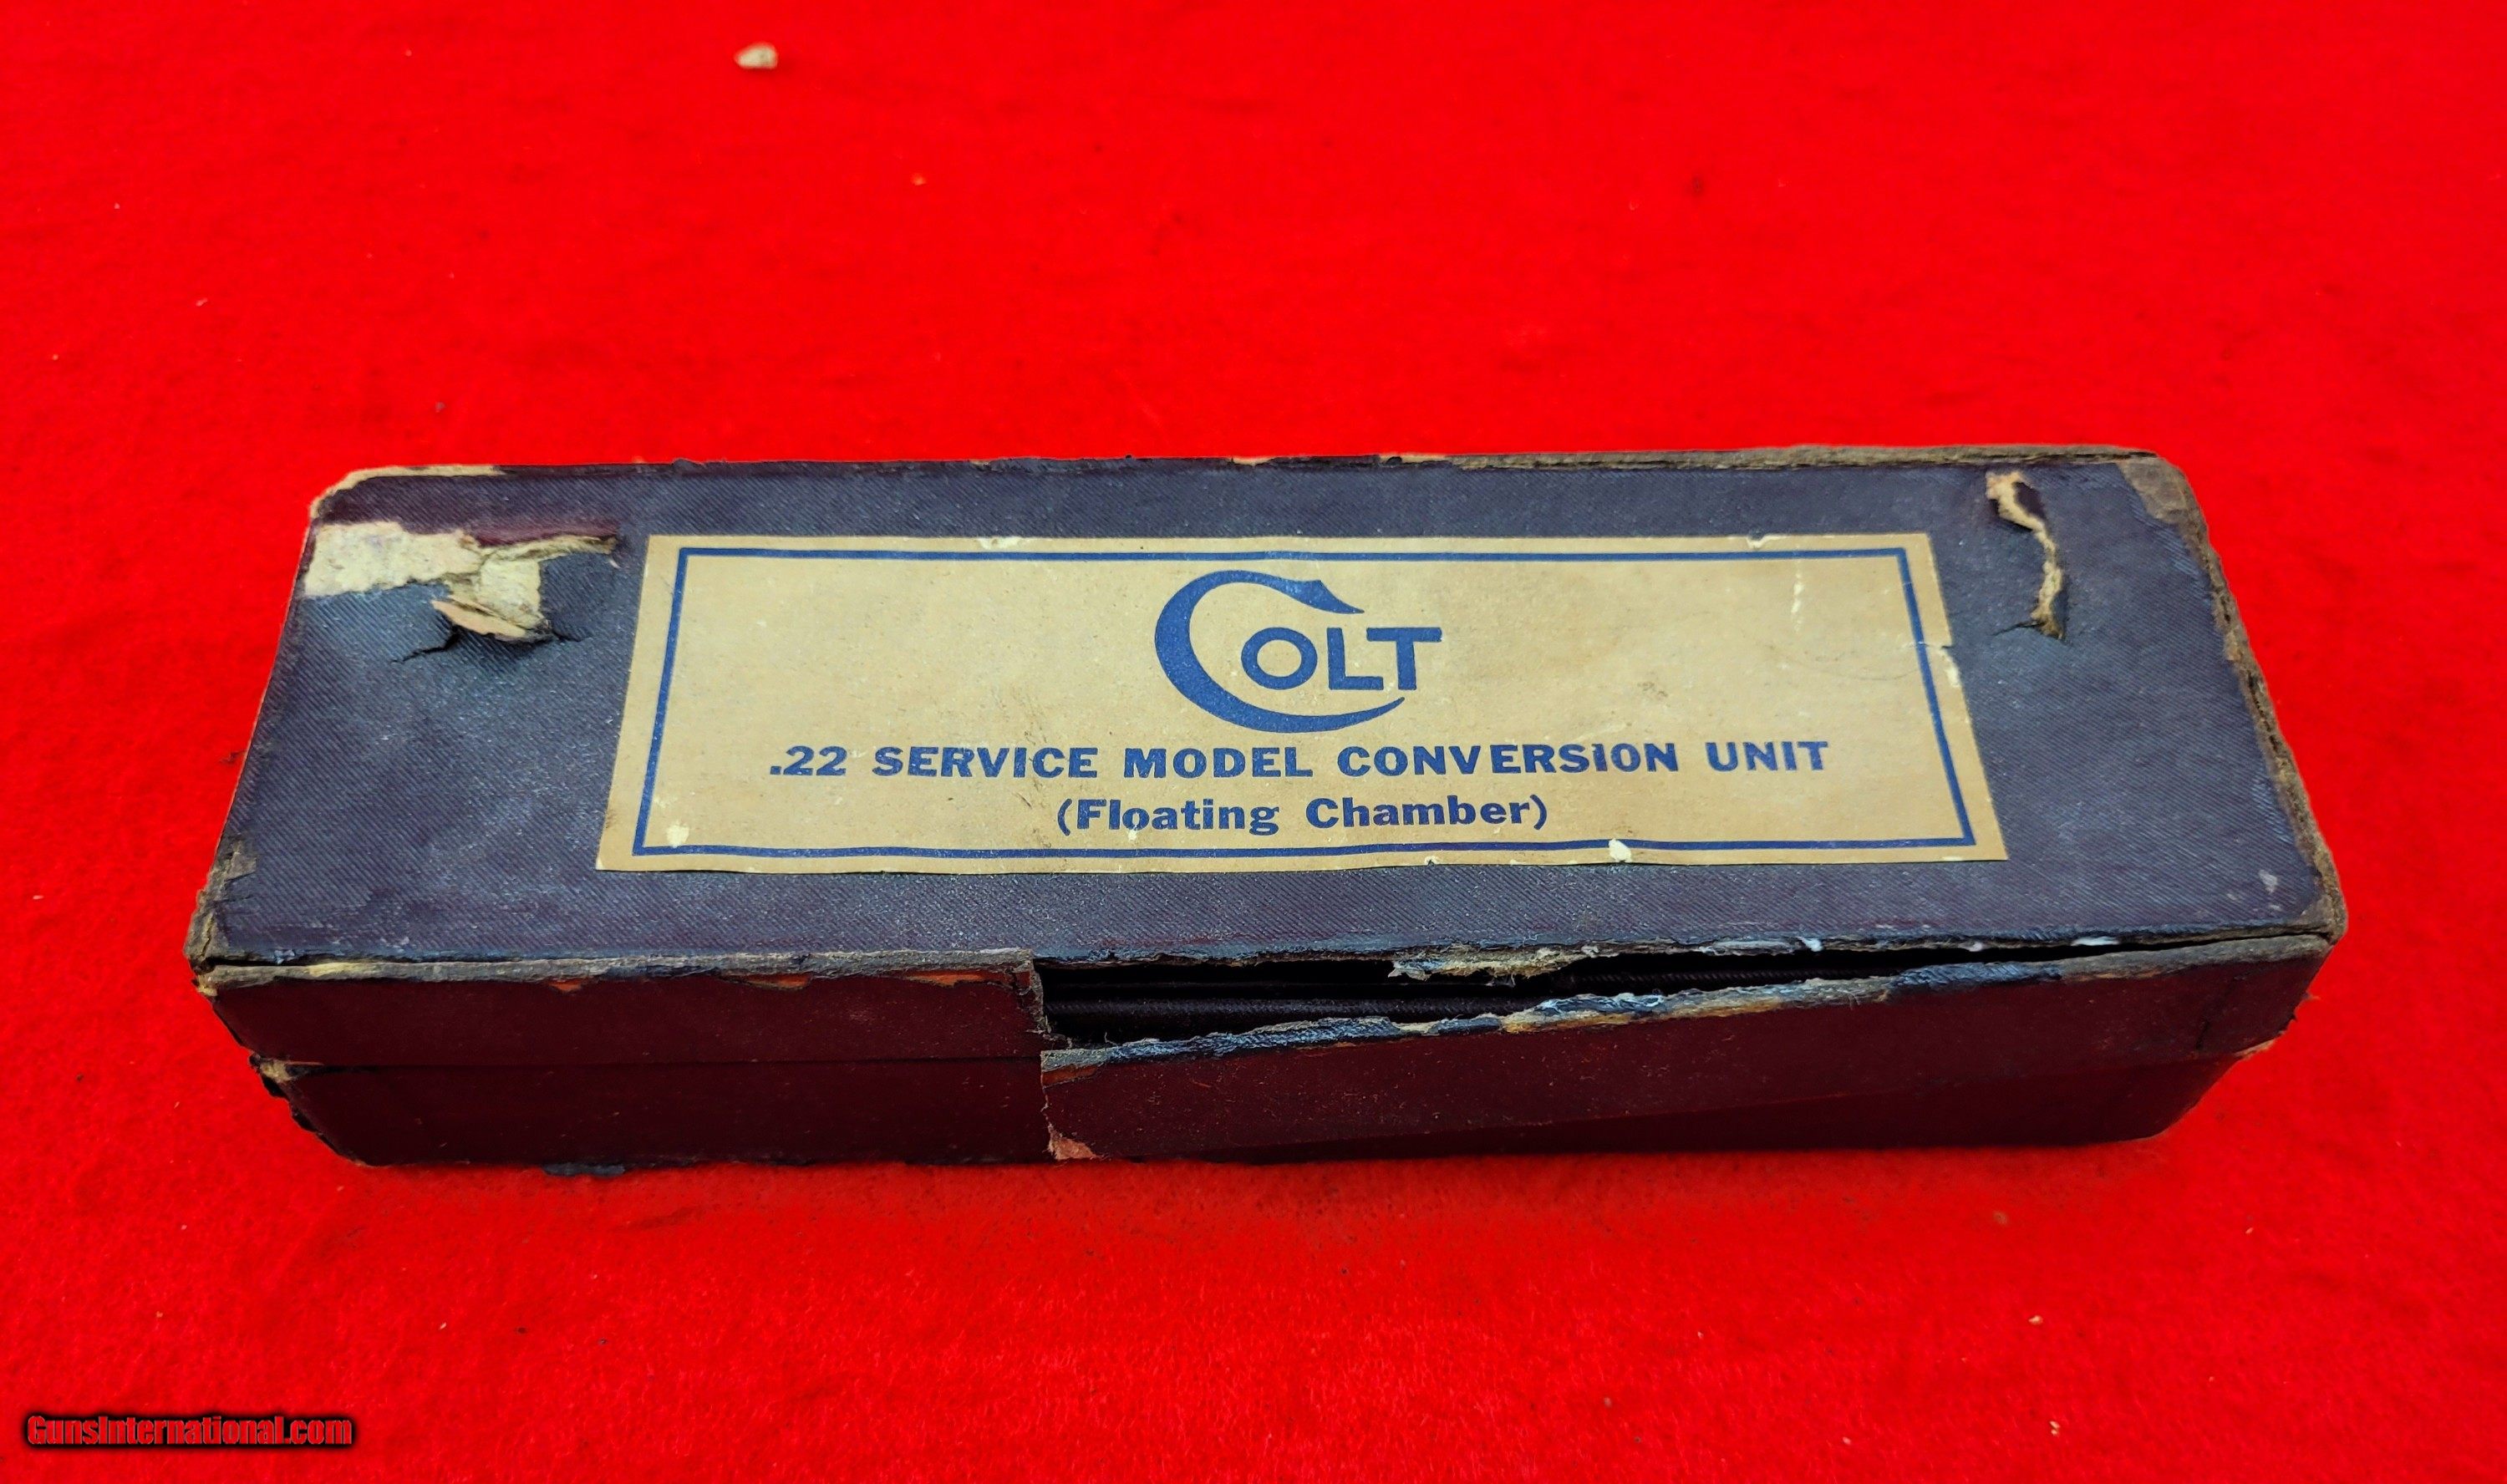 COLT
.22 SERVICE MODEL CONVERSION UNIT
(Floating Chamber)
GunsInternational.com